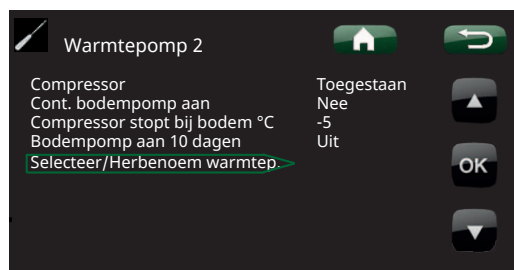 Warmtepomp 2
Compressor Toegestaan
Cont. bodempomp aan Nee
Compressor stopt bij bodem °C -5
Bodempomp aan 10 dagen Uit
Selecteer/Herbenoem warmtep.
OK